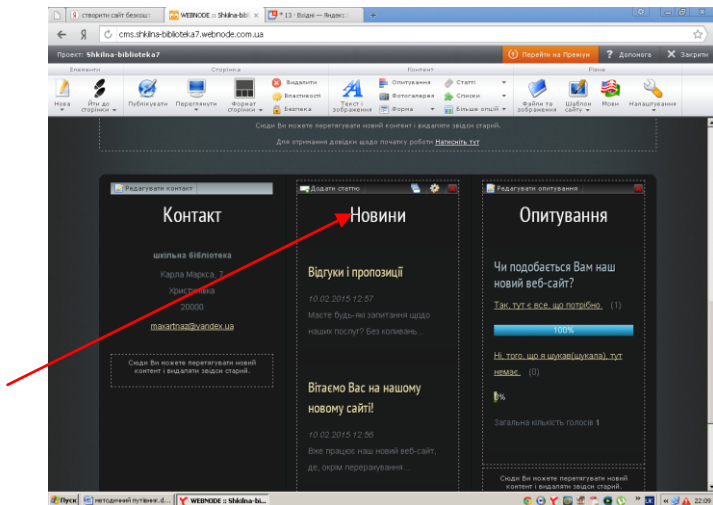 створити сайт безкошт
WEBNODE :: Shkilna-bibl
* 13 · Вхідні — Яндекс.
cms.shkilna-biblioteka7.webnode.com.ua
Проект: Shkilna-biblioteka7
Перейти на Преміум
Допомога
Закрити
Елементи
Сторінка
Контент
Різне
Нова
Йти до сторінки
Публікувати
Переглянути
Формат сторінки
Видалити
Властивості
Безпека
Текст і зображення
Опитування
Фотогалерея
Форма
Статті
Списки
Більше опцій
Файли та зображення
Шаблон сайту
Мови
Налаштування
Сюди Ви можете перетягувати новий контент і видаляти звідси старий.
Для отримання довідки щодо початку роботи Натисніть тут
Редагувати контакт
Контакт
шкільна бібліотека
Карла Маркса, 7
Христинівка
20000
maxartnaz@yandex.ua
Сюди Ви можете перетягувати новий
контент і видаляти звідси старий.
Додати статтю
Новини
Відгуки і пропозиції
10.02.2015 12:57
Маєте будь-які запитання щодо
наших послуг? Без коливань...
Вітаємо Вас на нашому
новому сайті!
10.02.2015 12:56
Вже працює наш новий веб-сайт,
де, окрім перерахування...
Редагувати опитування
Опитування
Чи подобається Вам наш
новий веб-сайт?
Так, тут є все, що потрібно. (1)
100%
Ні, того, що я шукав(шукала), тут
немає. (0)
0%
Загальна кількість голосів 1
Сюди Ви можете перетягувати новий
контент і видаляти звідси старий.
Пуск
методичний путівник.d...
WEBNODE :: Shkilna-bi...
UK
22:09